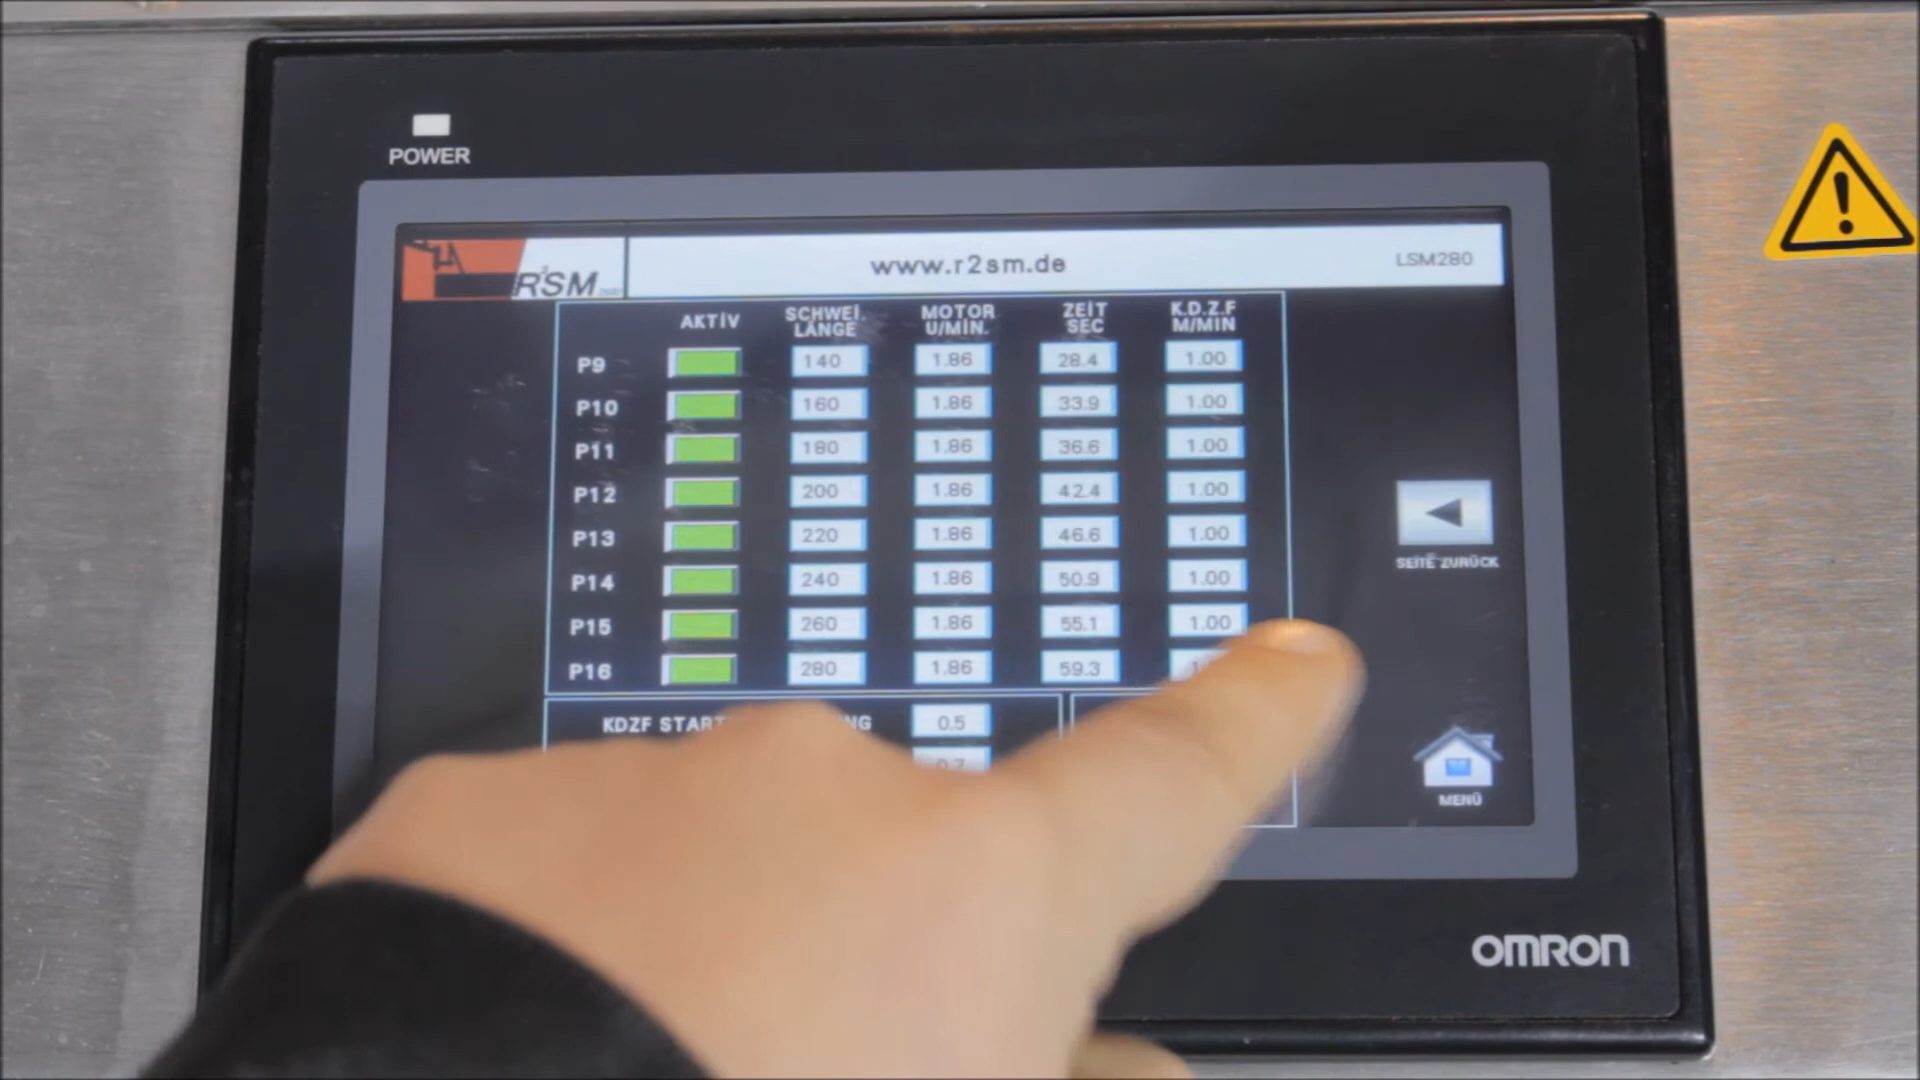 POWER
R²SM
www.r2sm.de
LSM280
AKTİV SCHWEİ. LÄNGE MOTOR U/MİN. ZEİT SEC K.D.Z.F M/MIN
P9 140 1.86 28.4 1.00
P10 160 1.86 33.9 1.00
P11 180 1.86 36.6 1.00
P12 200 1.86 42.4 1.00
P13 220 1.86 46.6 1.00
P14 240 1.86 50.9 1.00
P15 260 1.86 55.1 1.00
P16 280 1.86 59.3
KDZF 0.5
0.7
SEİTE ZURÜCK
MENÜ
OMRON